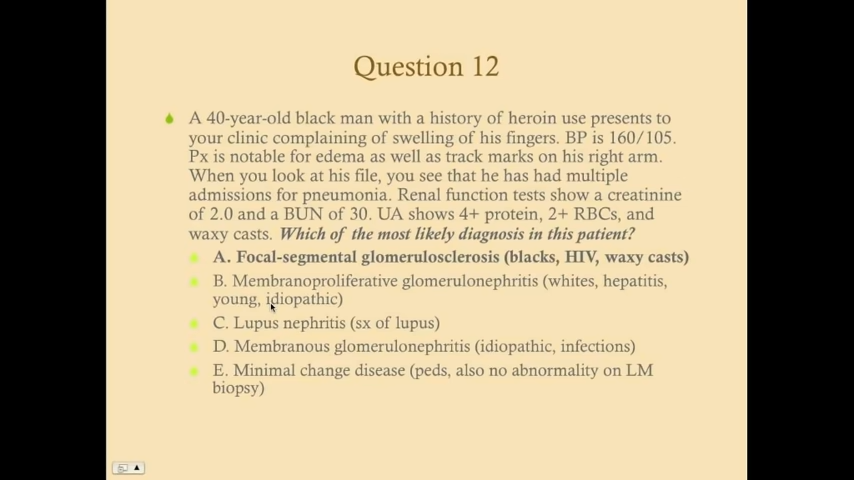 Question 12
A 40-year-old black man with a history of heroin use presents to
your clinic complaining of swelling of his fingers. BP is 160/105.
Px is notable for edema as well as track marks on his right arm.
When you look at his file, you see that he has had multiple
admissions for pneumonia. Renal function tests show a creatinine
of 2.0 and a BUN of 30. UA shows 4+ protein, 2+ RBCs, and
waxy casts. Which of the most likely diagnosis in this patient?
A. Focal-segmental glomerulosclerosis (blacks, HIV, waxy casts)
B. Membranoproliferative glomerulonephritis (whites, hepatitis,
young, idiopathic)
C. Lupus nephritis (sx of lupus)
D. Membranous glomerulonephritis (idiopathic, infections)
E. Minimal change disease (peds, also no abnormality on LM
biopsy)